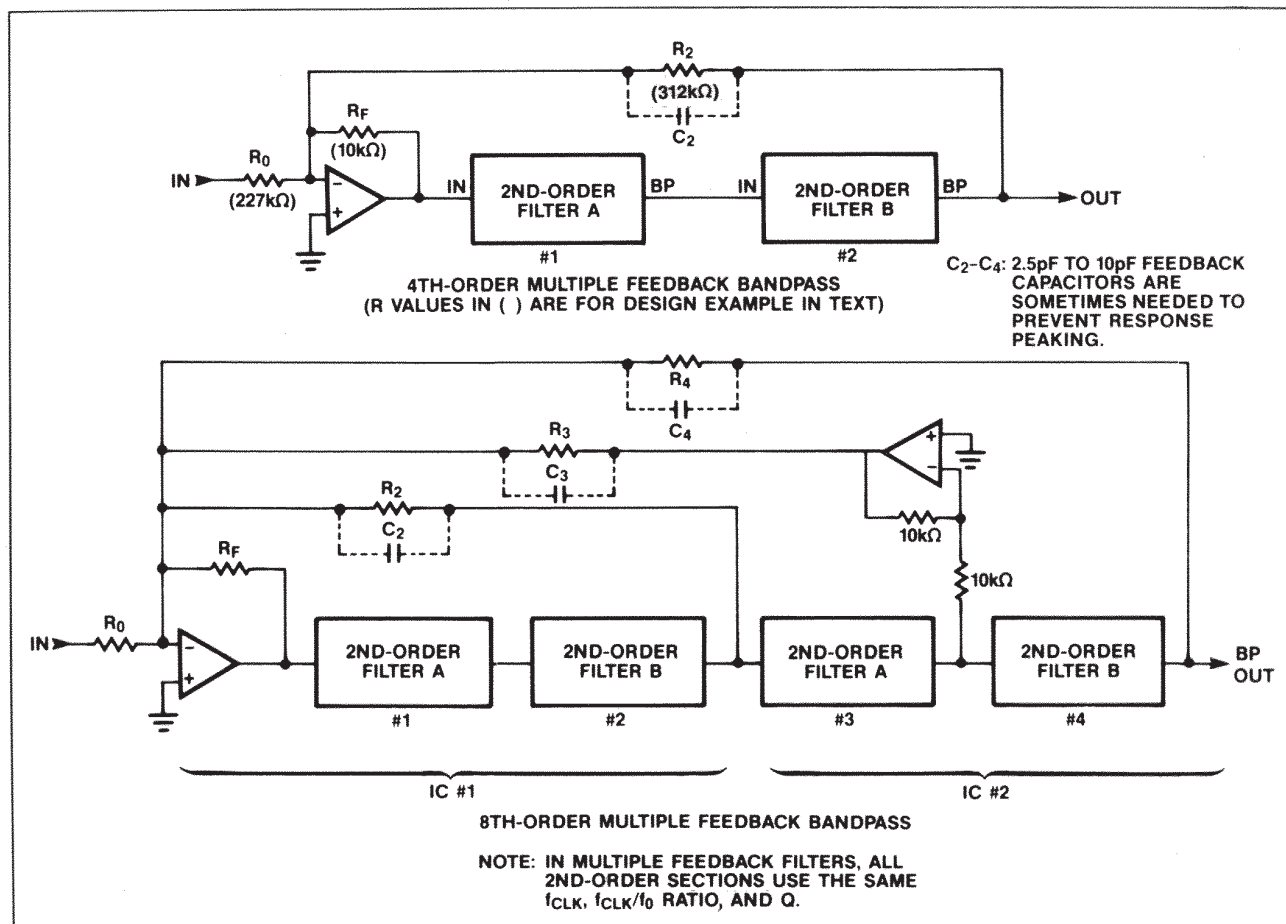 R2
(312kΩ)
C2
RF
(10kΩ)
R0
IN
(227kΩ)
−
+
IN
2ND-ORDER
FILTER A
BP
#1
IN
2ND-ORDER
FILTER B
BP
#2
OUT
4TH-ORDER MULTIPLE FEEDBACK BANDPASS
(R VALUES IN ( ) ARE FOR DESIGN EXAMPLE IN TEXT)
C2–C4: 2.5pF TO 10pF FEEDBACK
CAPACITORS ARE
SOMETIMES NEEDED TO
PREVENT RESPONSE
PEAKING.
R4
C4
R3
C3
+
−
R2
C2
10kΩ
RF
10kΩ
IN
R0
−
+
2ND-ORDER
FILTER A
#1
2ND-ORDER
FILTER B
#2
2ND-ORDER
FILTER A
#3
2ND-ORDER
FILTER B
#4
BP
OUT
IC #1
IC #2
8TH-ORDER MULTIPLE FEEDBACK BANDPASS
NOTE: IN MULTIPLE FEEDBACK FILTERS, ALL
2ND-ORDER SECTIONS USE THE SAME
fCLK, fCLK/f0 RATIO, AND Q.